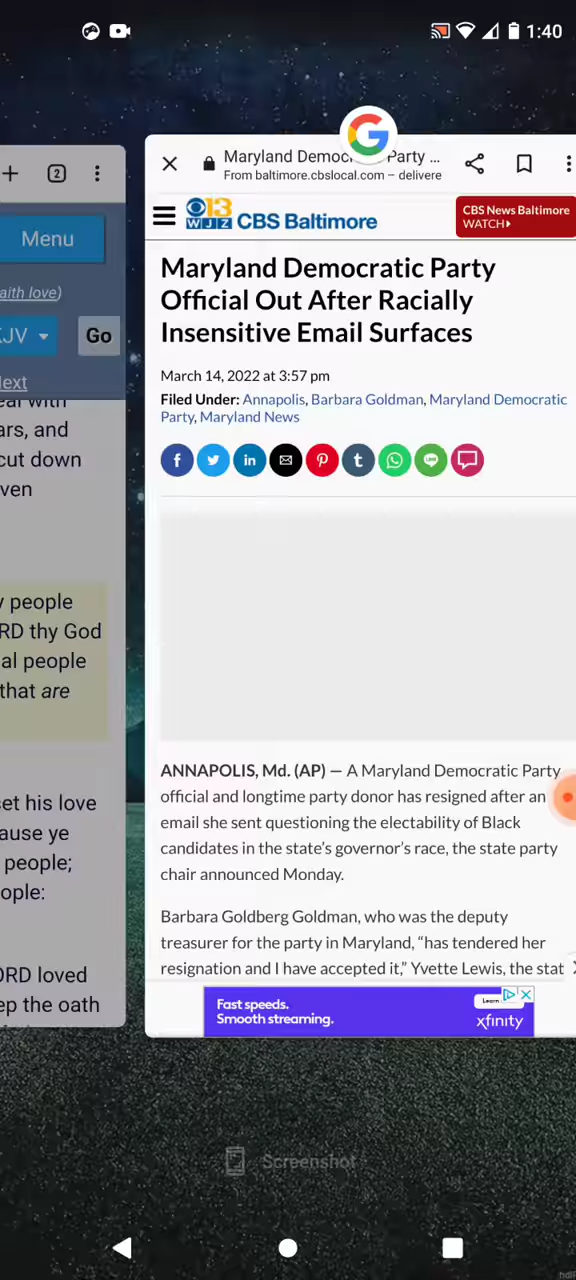 1:40
2
Menu
aith love)
KJV
Go
Next
eal with
ars, and
cut down
ven
y people
RD thy God
al people
that are
set his love
ause ye
people;
ople:
ORD loved
ep the oath
Maryland Democ... Party ...
From baltimore.cbslocal.com – delivere
13
WJZ CBS Baltimore
CBS News Baltimore
WATCH
Maryland Democratic Party
Official Out After Racially
Insensitive Email Surfaces
March 14, 2022 at 3:57 pm
Filed Under: Annapolis, Barbara Goldman, Maryland Democratic
Party, Maryland News
ANNAPOLIS, Md. (AP) — A Maryland Democratic Party
official and longtime party donor has resigned after an
email she sent questioning the electability of Black
candidates in the state's governor's race, the state party
chair announced Monday.
Barbara Goldberg Goldman, who was the deputy
treasurer for the party in Maryland, “has tendered her
resignation and I have accepted it,” Yvette Lewis, the stat
Fast speeds.
Smooth streaming.
Learn
xfinity
Screenshot